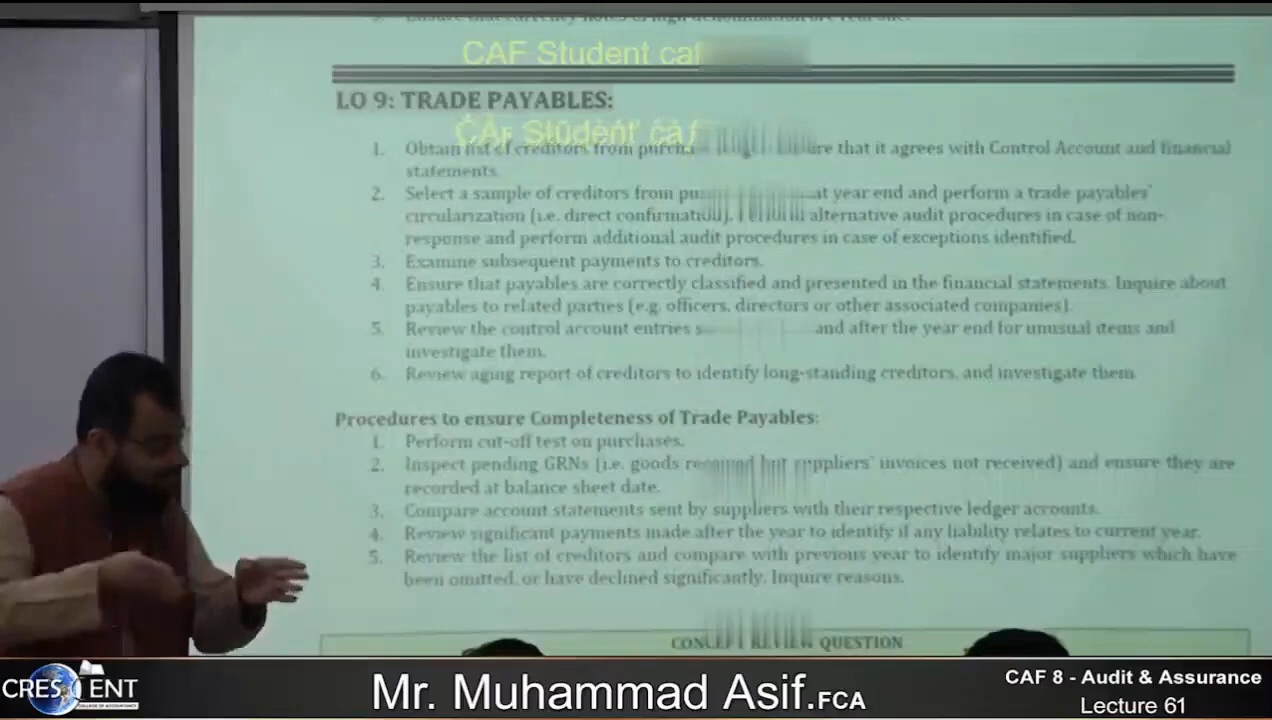 CAF Student caf
LO 9: TRADE PAYABLES:
CAF Student caf
1. Obtain list of creditors from that it agrees with Control Account and financial
statements.
2. Select a sample of creditors from at year end and perform a trade payables'
circularization (i.e. direct confirmation). alternative audit procedures in case of non-
response and perform additional audit procedures in case of exceptions identified.
3. Examine subsequent payments to creditors.
4. Ensure that payables are correctly classified and presented in the financial statements. Inquire about
payables to related parties (e.g. officers, directors or other associated companies).
5. Review the control account entries and after the year end for unusual items and
investigate them.
6. Review aging report of creditors to identify long-standing creditors, and investigate them
Procedures to ensure Completeness of Trade Payables:
1. Perform cut-off test on purchases.
2. Inspect pending GRNs (i.e. goods suppliers' invoices not received) and ensure they are
recorded at balance sheet date.
3. Compare account statements sent by suppliers with their respective ledger accounts.
4. Review significant payments made after the year to identify if any liability relates to current year.
5. Review the list of creditors and compare with previous year to identify major suppliers which have
been omitted, or have declined significantly. Inquire reasons.
CONCEPT REVIEW QUESTION
CRESCENT
COLLEGE OF ACCOUNTANCY
Mr. Muhammad Asif.FCA
CAF 8 - Audit & Assurance
Lecture 61